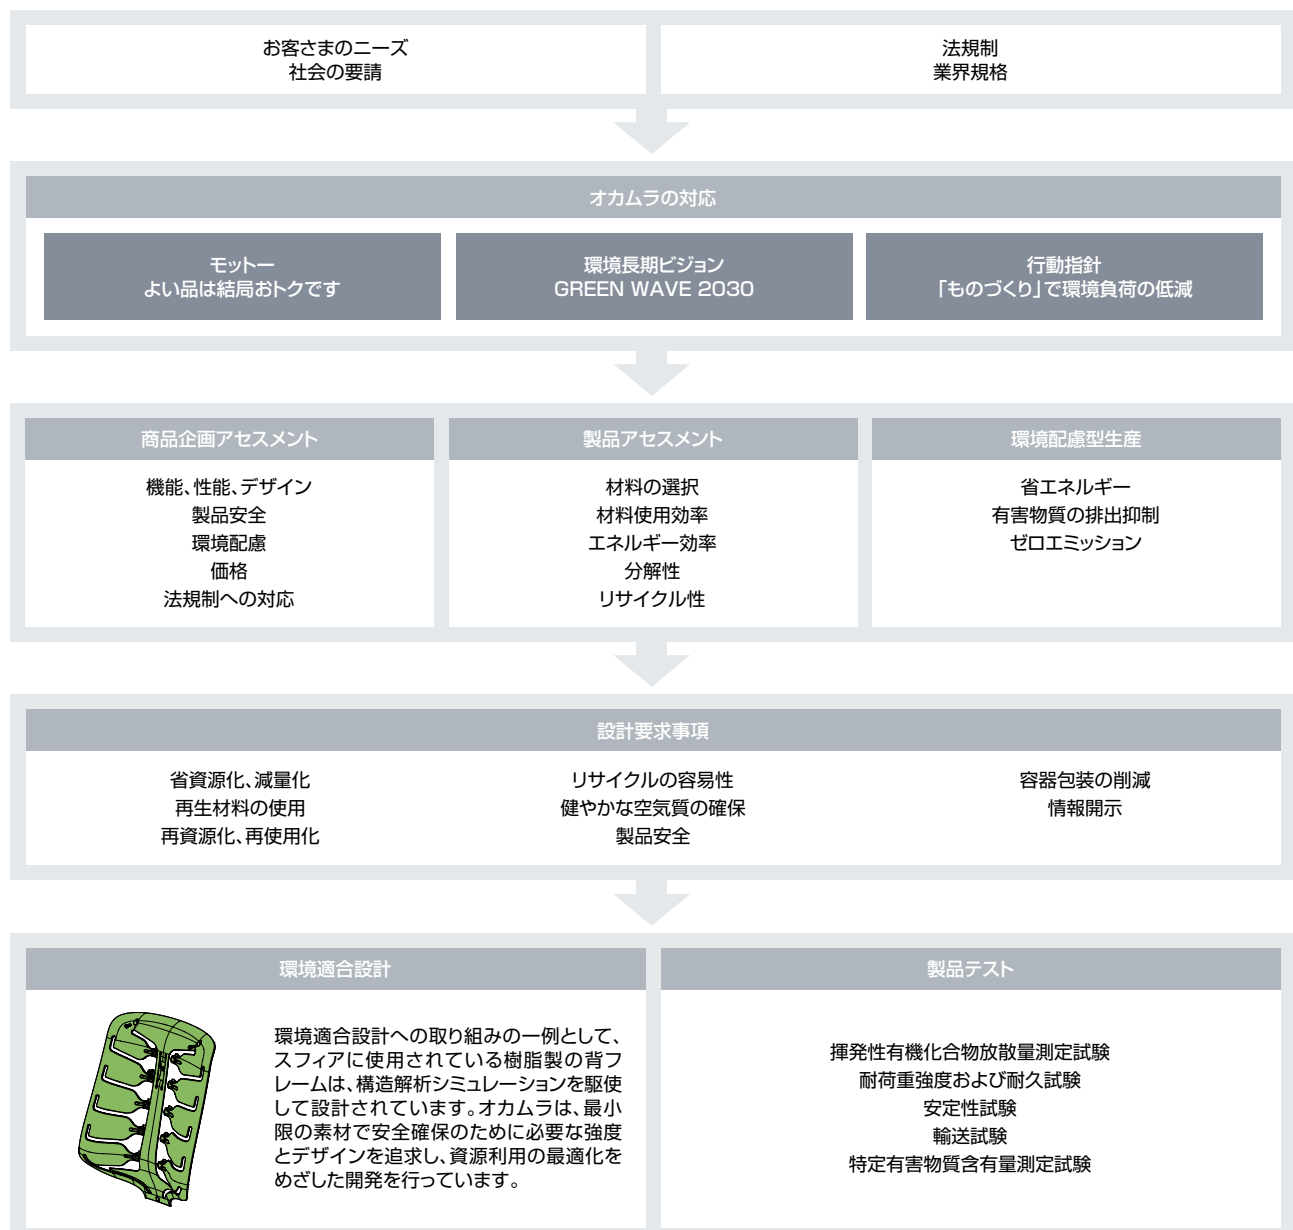 お客さまのニーズ
社会の要請
法規制
業界規格
オカムラの対応
モットー
よい品は結局おトクです
環境長期ビジョン
GREEN WAVE 2030
行動指針
「ものづくり」で環境負荷の低減
商品企画アセスメント
機能、性能、デザイン
製品安全
環境配慮
価格
法規制への対応
製品アセスメント
材料の選択
材料使用効率
エネルギー効率
分解性
リサイクル性
環境配慮型生産
省エネルギー
有害物質の排出抑制
ゼロエミッション
設計要求事項
省資源化、減量化
再生材料の使用
再資源化、再使用化
リサイクルの容易性
健やかな空気質の確保
製品安全
容器包装の削減
情報開示
環境適合設計
環境適合設計への取り組みの一例として、
スフィアに使用されている樹脂製の背フ
レームは、構造解析シミュレーションを駆使
して設計されています。オカムラは、最小
限の素材で安全確保のために必要な強度
とデザインを追求し、資源利用の最適化を
めざした開発を行っています。
製品テスト
揮発性有機化合物放散量測定試験
耐荷重強度および耐久試験
安定性試験
輸送試験
特定有害物質含有量測定試験